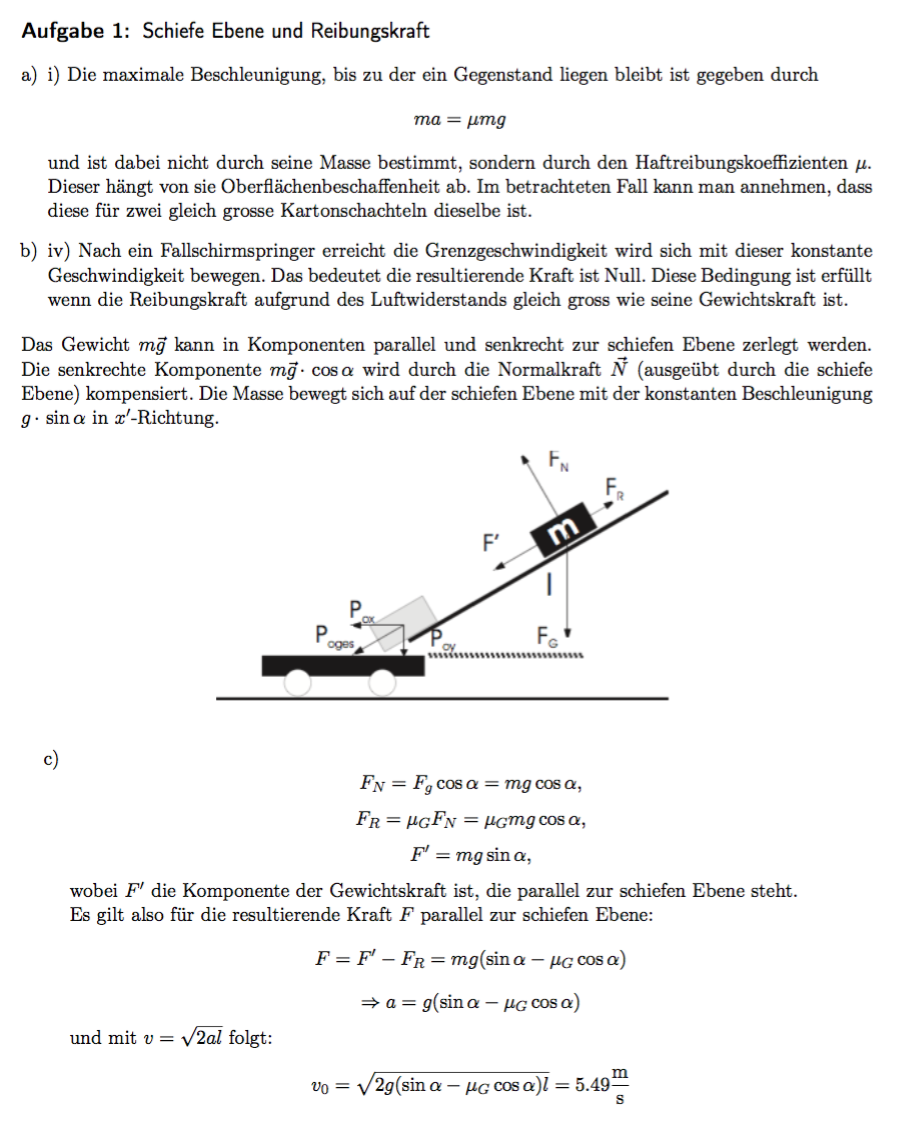 Aufgabe 1: Schiefe Ebene und Reibungskraft
a) i) Die maximale Beschleunigung, bis zu der ein Gegenstand liegen bleibt ist gegeben durch
ma = μmg
und ist dabei nicht durch seine Masse bestimmt, sondern durch den Haftreibungskoeffizienten μ.
Dieser hängt von sie Oberflächenbeschaffenheit ab. Im betrachteten Fall kann man annehmen, dass
diese für zwei gleich grosse Kartonschachteln dieselbe ist.
b) iv) Nach ein Fallschirmspringer erreicht die Grenzgeschwindigkeit wird sich mit dieser konstante
Geschwindigkeit bewegen. Das bedeutet die resultierende Kraft ist Null. Diese Bedingung ist erfüllt
wenn die Reibungskraft aufgrund des Luftwiderstands gleich gross wie seine Gewichtskraft ist.
Das Gewicht mg⃗ kann in Komponenten parallel und senkrecht zur schiefen Ebene zerlegt werden.
Die senkrechte Komponente mg⃗· cos α wird durch die Normalkraft N⃗ (ausgeübt durch die schiefe
Ebene) kompensiert. Die Masse bewegt sich auf der schiefen Ebene mit der konstanten Beschleunigung
g· sin α in x′-Richtung.
F_N
F_R
m
F'
l
P_ox
P_oges
P_oy
F_G
c)
F_N = F_g cos α = mg cos α,
F_R = μ_G F_N = μ_G mg cos α,
F′ = mg sin α,
wobei F′ die Komponente der Gewichtskraft ist, die parallel zur schiefen Ebene steht.
Es gilt also für die resultierende Kraft F parallel zur schiefen Ebene:
F = F′ − F_R = mg(sin α − μ_G cos α)
⇒ a = g(sin α − μ_G cos α)
und mit v = √(2al) folgt:
v₀ = √(2g(sin α − μ_G cos α)l) = 5.49 m/s